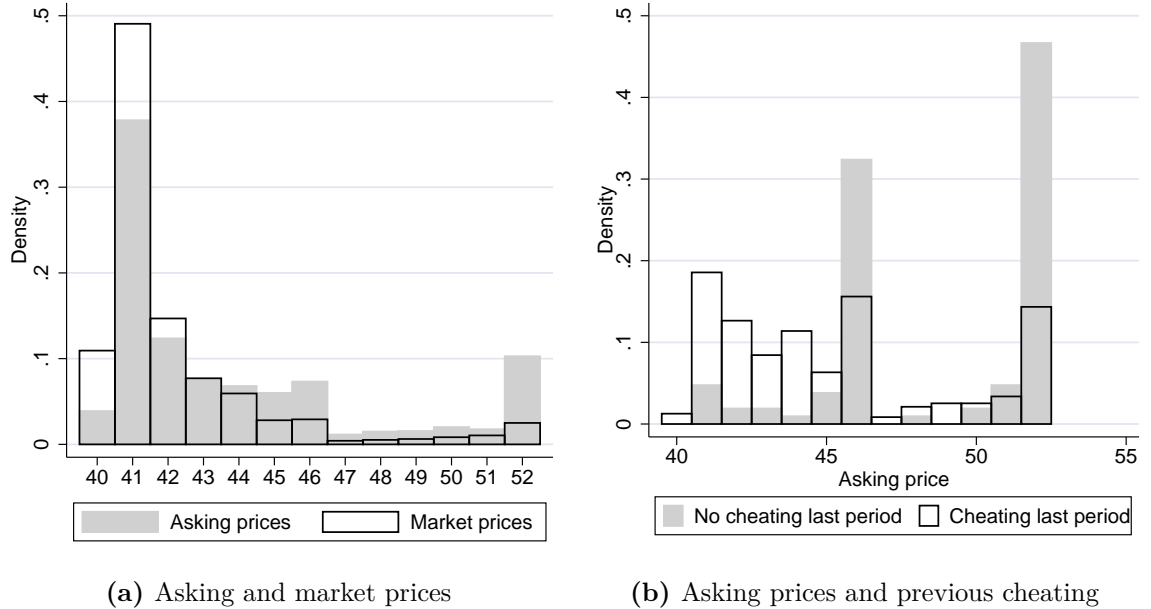 Density
.5
.4
.3
.2
.1
0
40 41 42 43 44 45 46 47 48 49 50 51 52
Asking prices Market prices
(a) Asking and market prices
Density
.5
.4
.3
.2
.1
0
40 45 50 55
Asking price
No cheating last period Cheating last period
(b) Asking prices and previous cheating